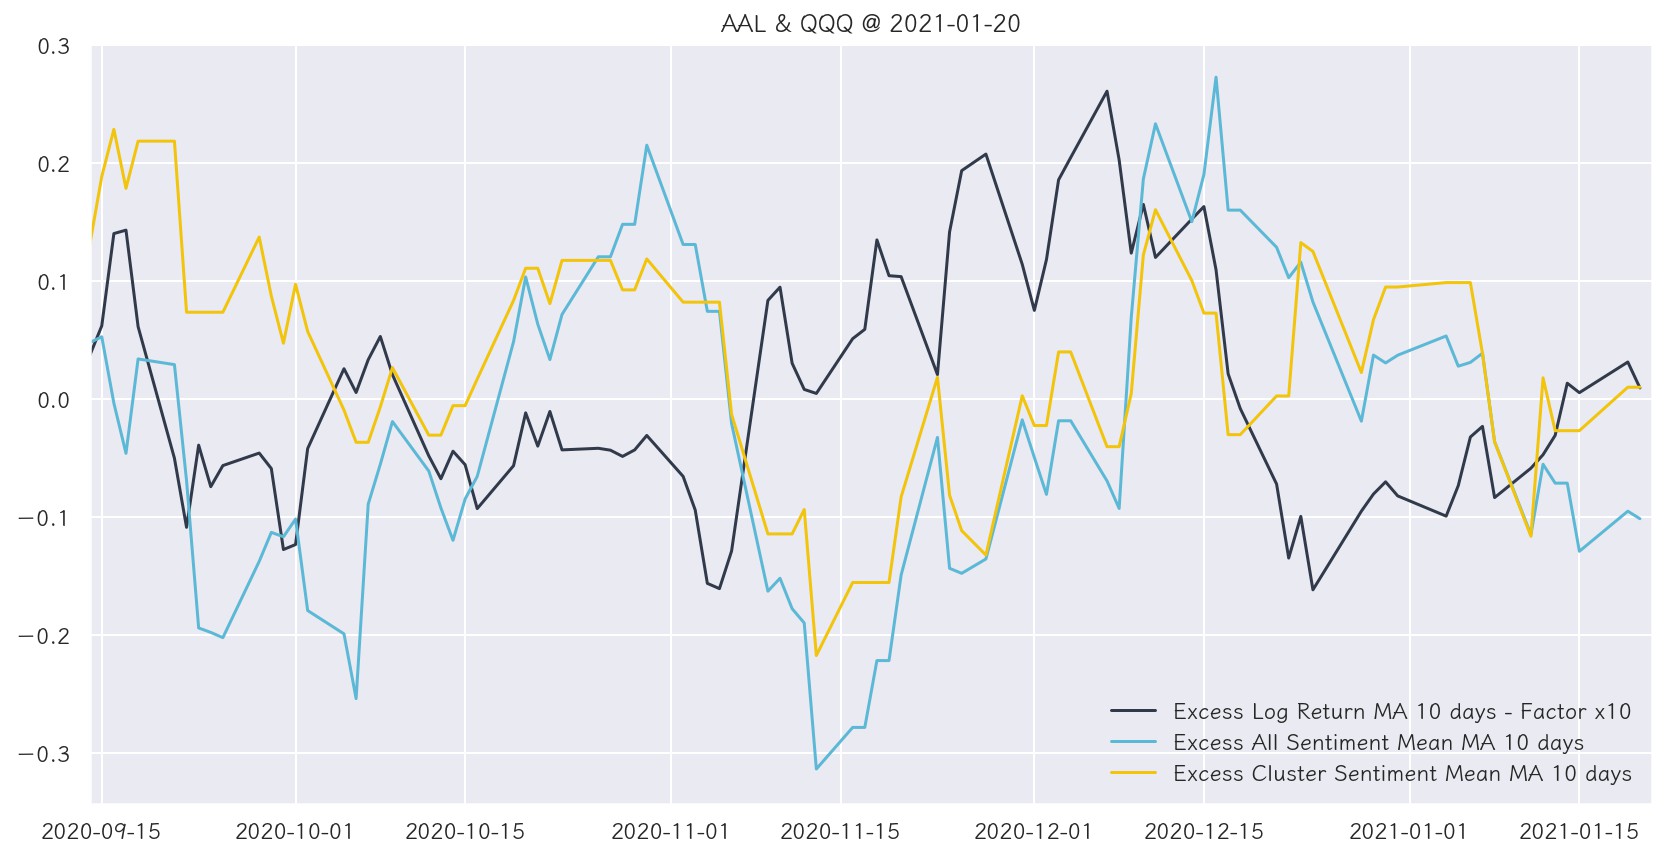 AAL & QQQ @ 2021-01-20
0.3
0.2
0.1
0.0
−0.1
−0.2
−0.3
Excess Log Return MA 10 days - Factor x10
Excess All Sentiment Mean MA 10 days
Excess Cluster Sentiment Mean MA 10 days
2020-09-15 2020-10-01 2020-10-15 2020-11-01 2020-11-15 2020-12-01 2020-12-15 2021-01-01 2021-01-15